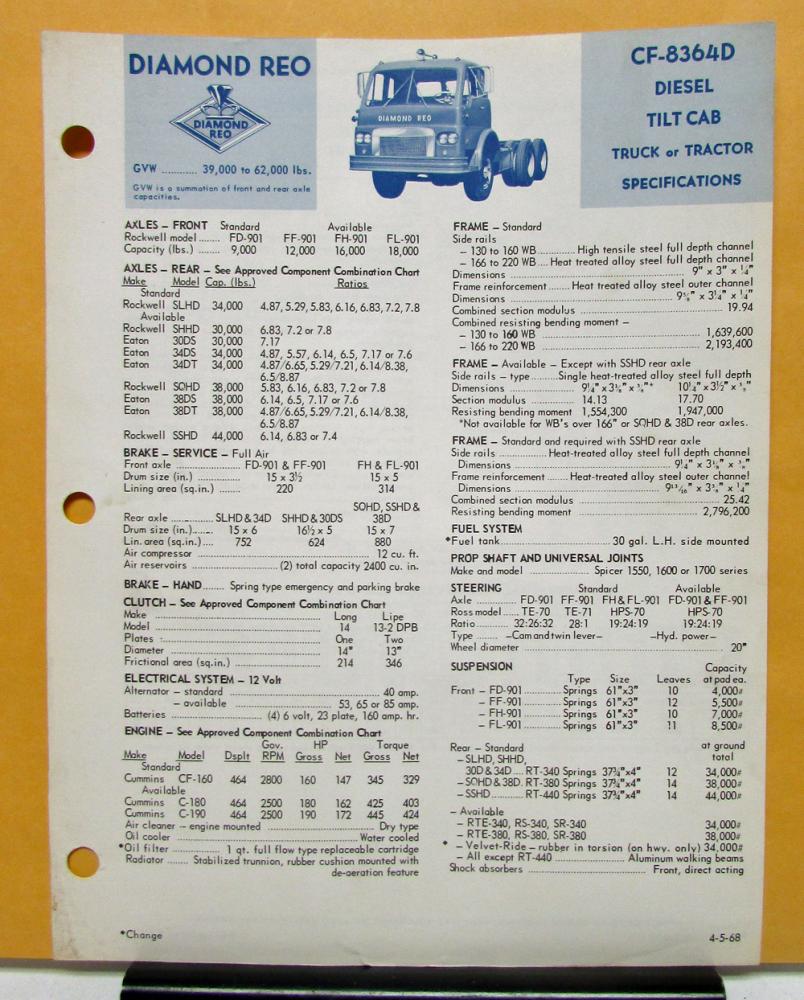 DIAMOND REO
DIAMOND
REO
GVW ............ 39,000 to 62,000 lbs.
GVW is a summation of front and rear axle
capacities.
DIAMOND REO
CF-8364D
DIESEL
TILT CAB
TRUCK or TRACTOR
SPECIFICATIONS
AXLES – FRONT Standard Available
Rockwell model ....... FD-901 FF-901 FH-901 FL-901
Capacity (lbs.) ....... 9,000 12,000 16,000 18,000
AXLES – REAR – See Approved Component Combination Chart
Make Model Cap. (lbs.) Ratios
Standard
Rockwell SLHD 34,000 4.87, 5.29, 5.83, 6.16, 6.83, 7.2, 7.8
Available
Rockwell SHHD 30,000 6.83, 7.2 or 7.8
Eaton 30DS 30,000 7.17
Eaton 34DS 34,000 4.87, 5.57, 6.14, 6.5, 7.17 or 7.6
Eaton 34DT 34,000 4.87/6.65, 5.29/7.21, 6.14/8.38,
6.5/8.87
Rockwell SQHD 38,000 5.83, 6.16, 6.83, 7.2 or 7.8
Eaton 38DS 38,000 6.14, 6.5, 7.17 or 7.6
Eaton 38DT 38,000 4.87/6.65, 5.29/7.21, 6.14/8.38,
6.5/8.87
Rockwell SSHD 44,000 6.14, 6.83 or 7.4
BRAKE – SERVICE – Full Air
Front axle .................. FD-901 & FF-901 FH & FL-901
Drum size (in.) ............ 15 x 3½ 15 x 5
Lining area (sq.in.) ....... 220 314
SQHD, SSHD &
Rear axle ............ SLHD & 34D SHHD & 30DS 38D
Drum size (in.)....... 15 x 6 16½ x 5 15 x 7
Lin. area (sq.in.).... 752 624 880
Air compressor ........................ 12 cu. ft.
Air reservoirs ................ (2) total capacity 2400 cu. in.
BRAKE – HAND....... Spring type emergency and parking brake
CLUTCH – See Approved Component Combination Chart
Make ........................ Long Lipe
Model ....................... 14 13-2 DPB
Plates ...................... One Two
Diameter .................... 14" 13"
Frictional area (sq.in.) .............. 214 346
ELECTRICAL SYSTEM – 12 Volt
Alternator – standard ........................ 40 amp.
– available ........................ 53, 65 or 85 amp.
Batteries ................ (4) 6 volt, 23 plate, 160 amp. hr.
ENGINE – See Approved Component Combination Chart
Gov. HP Torque
Make Model Dsplt RPM Gross Net Gross Net
Standard
Cummins CF-160 464 2800 160 147 345 329
Available
Cummins C-180 464 2500 180 162 425 403
Cummins C-190 464 2500 190 172 445 424
Air cleaner – engine mounted ........................ Dry type
Oil cooler ........................ Water cooled
*Oil filter ............ 1 qt. full flow type replaceable cartridge
Radiator ....... Stabilized trunnion, rubber cushion mounted with
de-aeration feature
*Change
FRAME – Standard
Side rails
– 130 to 160 WB............ High tensile steel full depth channel
– 166 to 220 WB.... Heat treated alloy steel full depth channel
Dimensions ........................ 9" x 3" x ¼"
Frame reinforcement....... Heat treated alloy steel outer channel
Dimensions ........................ x 3¼" x ¼"
Combined section modulus ........................ 19.94
Combined resisting bending moment –
– 130 to 160 WB ........................ 1,639,600
– 166 to 220 WB ........................ 2,193,400
FRAME – Available – Except with SSHD rear axle
Side rails – type ........ Single heat-treated alloy steel full depth
Dimensions .................. 9¼" x 10¼" x 3½" x
Section modulus ............ 14.13 17.70
Resisting bending moment 1,554,300 1,947,000
*Not available for WB's over 166" or SQHD & 38D rear axles.
FRAME – Standard and required with SSHD rear axle
Side rails ............ Heat-treated alloy steel full depth channel
Dimensions ........................ 9¼" x
Frame reinforcement........ Heat-treated alloy steel outer channel
Dimensions ........................ x ¼"
Combined section modulus ........................ 25.42
Resisting bending moment ........................ 2,796,200
FUEL SYSTEM
*Fuel tank........................ 30 gal. L.H. side mounted
PROP SHAFT AND UNIVERSAL JOINTS
Make and model ............ Spicer 1550, 1600 or 1700 series
STEERING Standard Available
Axle ............ FD-901 FF-901 FH & FL-901 FD-901 & FF-901
Ross model..... TE-70 TE-71 HPS-70 HPS-70
Ratio........... 32:26:32 28:1 19:24:19 19:24:19
Type ....... –Cam and twin lever– –Hyd. power–
Wheel diameter ........................ 20"
SUSPENSION Capacity
Type Size Leaves at pad ea.
Front – FD-901........... Springs 61"x3" 10 4,000#
– FF-901........... Springs 61"x3" 12 5,500#
– FH-901........... Springs 61"x3" 10 7,000#
– FL-901........... Springs 61"x3" 11 8,500#
Rear – Standard at ground
– SLHD, SHHD, total
30D & 34D.... RT-340 Springs 37¾"x4" 12 34,000#
– SQHD & 38D. RT-380 Springs 37¾"x4" 14 38,000#
– SSHD .......... RT-440 Springs 37¾"x4" 14 44,000#
– Available
– RTE-340, RS-340, SR-340 34,000#
– RTE-380, RS-380, SR-380 38,000#
* – Velvet-Ride – rubber in torsion (on hwy. only) 34,000#
– All except RT-440 .................. Aluminum walking beams
Shock absorbers ........................ Front, direct acting
4-5-68